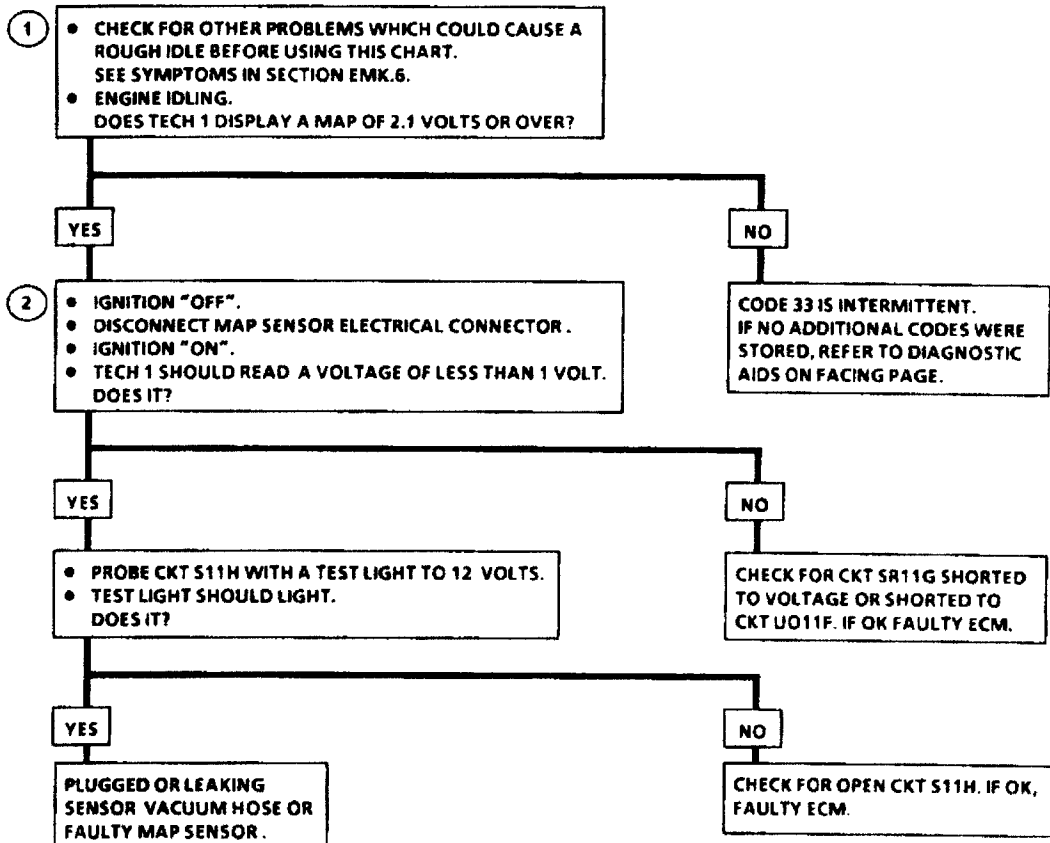 1
● CHECK FOR OTHER PROBLEMS WHICH COULD CAUSE A
ROUGH IDLE BEFORE USING THIS CHART.
SEE SYMPTOMS IN SECTION EMK.6.
● ENGINE IDLING.
DOES TECH 1 DISPLAY A MAP OF 2.1 VOLTS OR OVER?
YES
NO
2
● IGNITION "OFF".
● DISCONNECT MAP SENSOR ELECTRICAL CONNECTOR.
● IGNITION "ON".
● TECH 1 SHOULD READ A VOLTAGE OF LESS THAN 1 VOLT.
DOES IT?
CODE 33 IS INTERMITTENT.
IF NO ADDITIONAL CODES WERE
STORED, REFER TO DIAGNOSTIC
AIDS ON FACING PAGE.
YES
NO
● PROBE CKT S11H WITH A TEST LIGHT TO 12 VOLTS.
● TEST LIGHT SHOULD LIGHT.
DOES IT?
CHECK FOR CKT SR11G SHORTED
TO VOLTAGE OR SHORTED TO
CKT UO11F. IF OK FAULTY ECM.
YES
NO
PLUGGED OR LEAKING
SENSOR VACUUM HOSE OR
FAULTY MAP SENSOR.
CHECK FOR OPEN CKT S11H. IF OK,
FAULTY ECM.